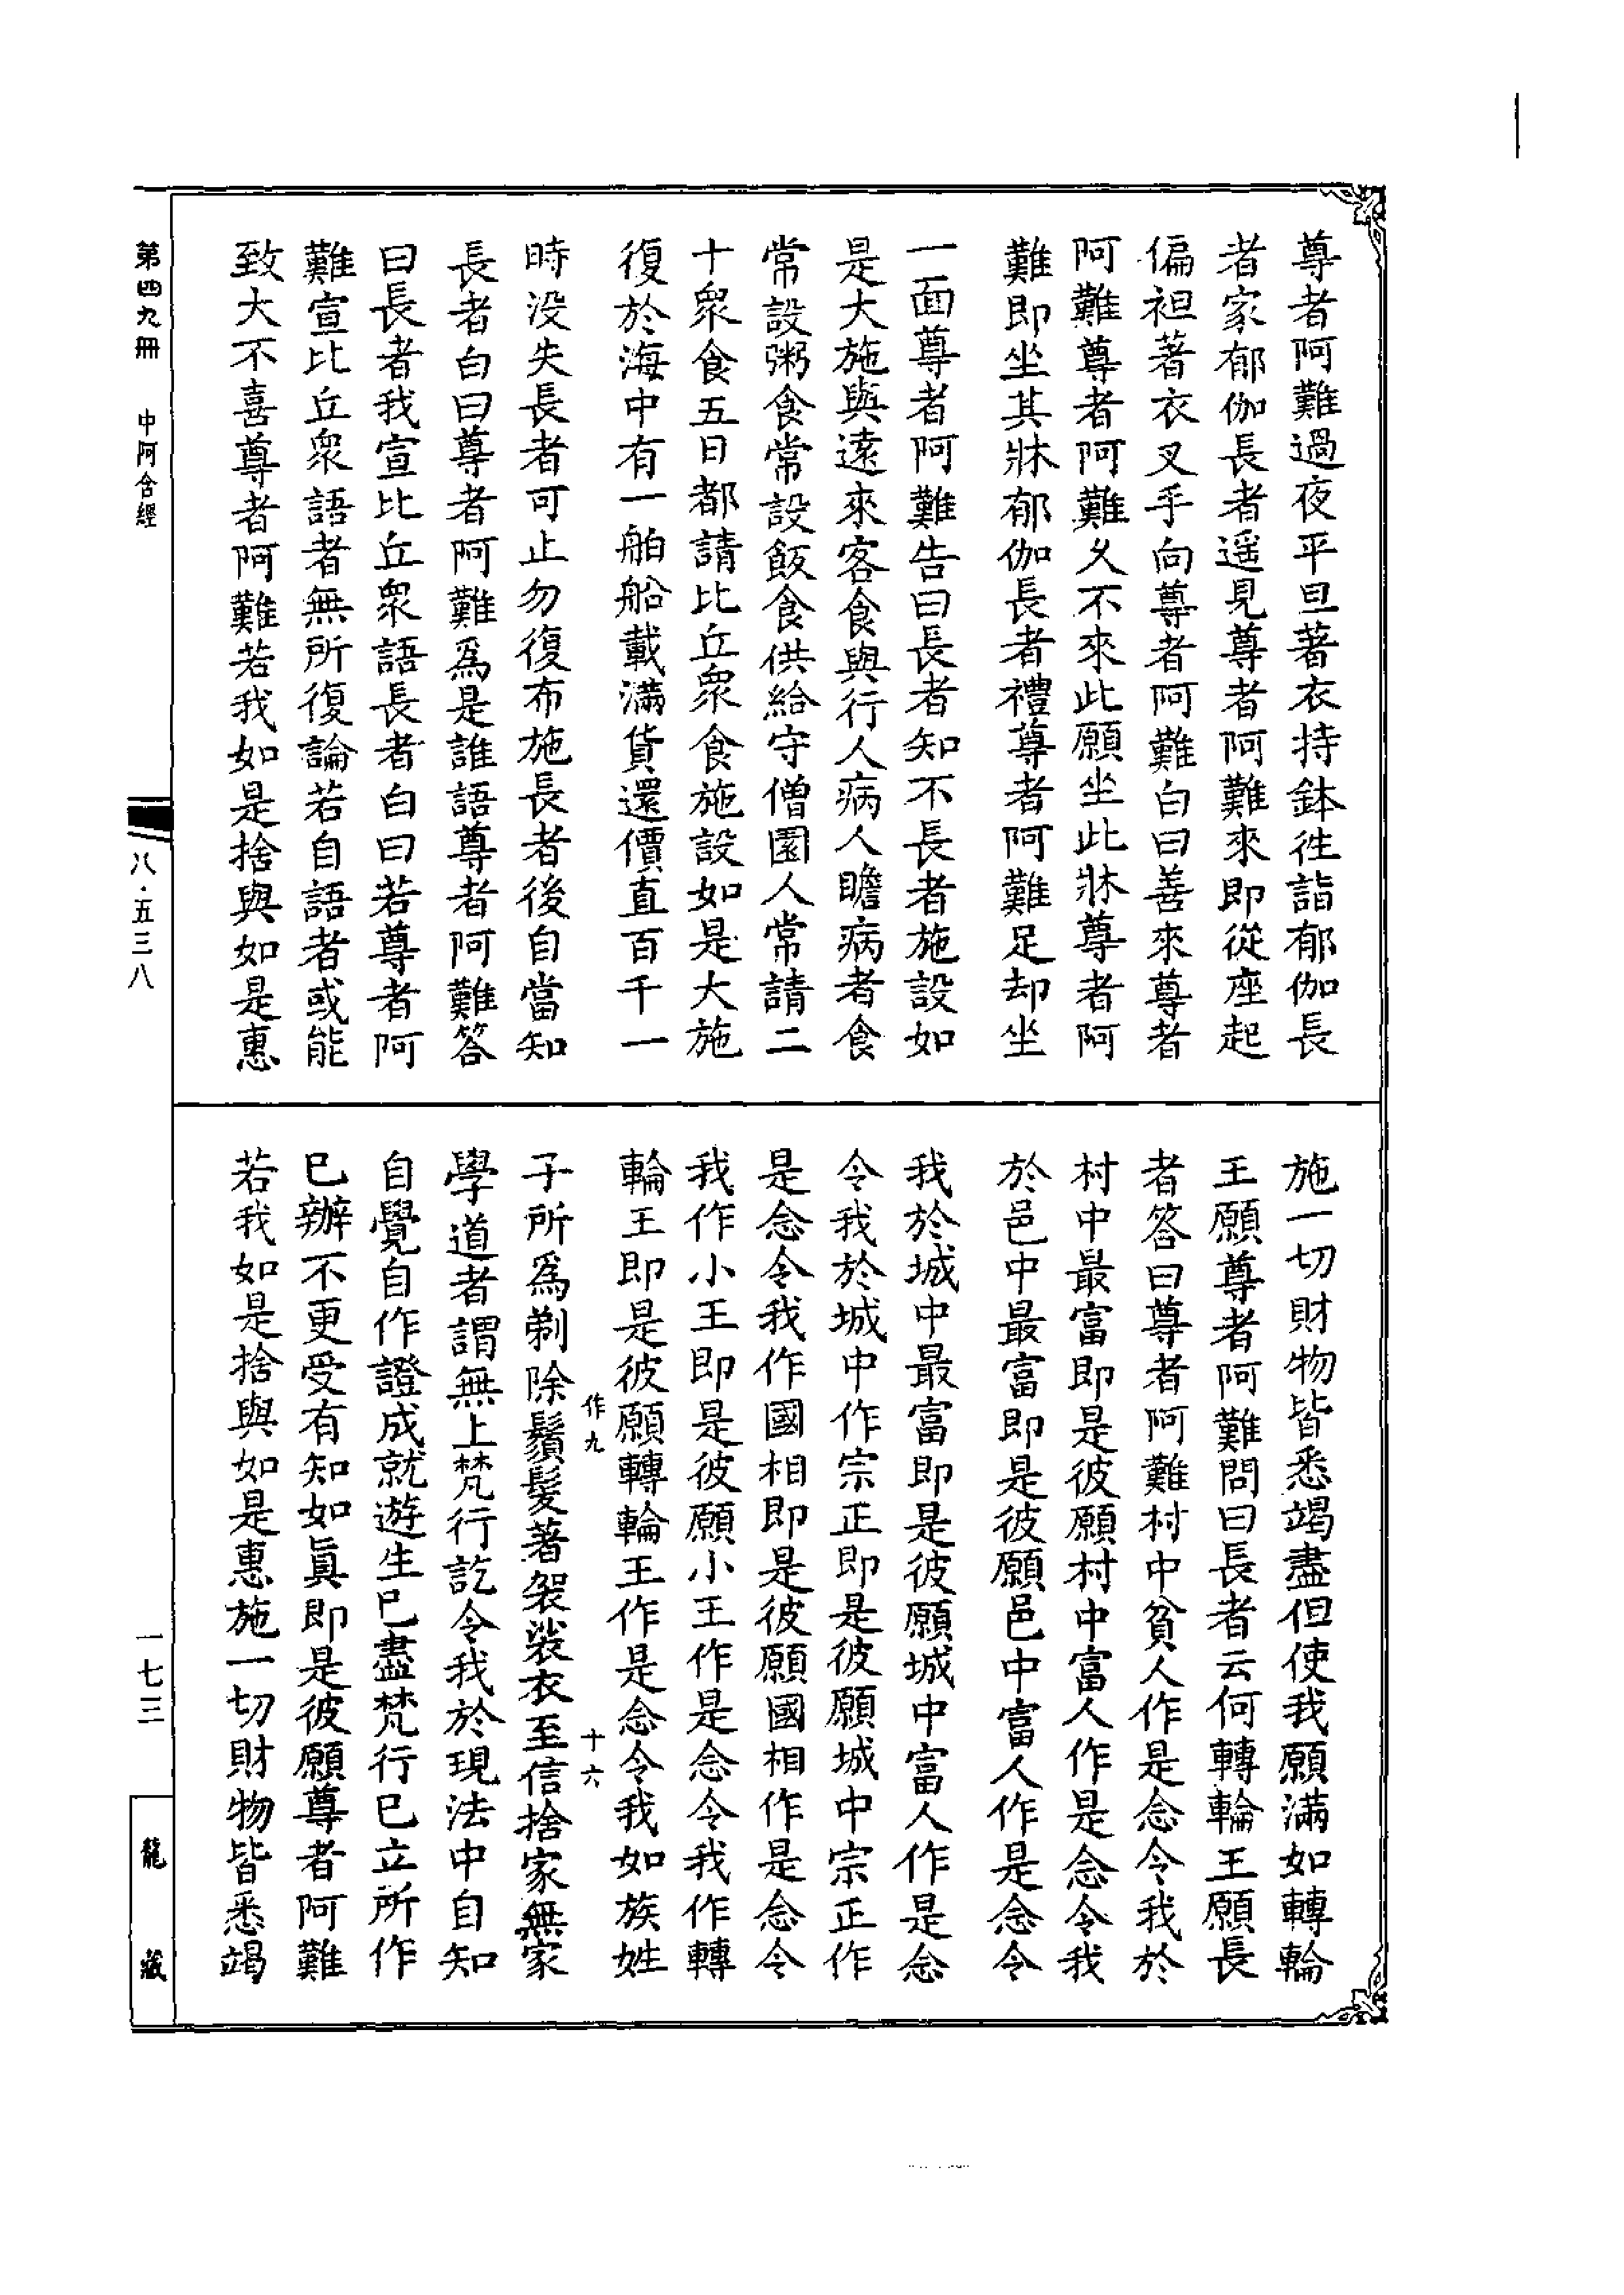 尊者阿難過夜平旦著衣持鉢往詣郁伽長
者家郁伽長者遥見尊者阿難來即從座起
偏袒著衣叉手向尊者阿難白曰善來尊者
阿難尊者阿難久不來此願坐此牀尊者阿
難即坐其牀郁伽長者禮尊者阿難足却坐
一面尊者阿難告曰長者知不長者施設如
是大施與遠來客食與行人病人瞻病者食
常設粥食常設飯食供給守僧園人常請二
十衆食五日都請比丘衆食施設如是大施
復於海中有一舶船載滿貨還價直百千一
時没失長者可止勿復布施長者後自當知
長者白曰尊者阿難為是誰語尊者阿難答
曰長者我宣比丘衆語長者白曰若尊者阿
難宣比丘衆語者無所復論若自語者或能
致大不喜尊者阿難若我如是捨與如是惠
施一切財物皆悉竭盡但使我願滿如轉輪
王願尊者阿難問曰長者云何轉輪王願長
者答曰尊者阿難村中貧人作是念令我於
村中最富即是彼願村中富人作是念令我
於邑中最富即是彼願邑中富人作是念令
我於城中最富即是彼願城中富人作是念
令我於城中作宗正即是彼願城中宗正作
是念令我作國相即是彼願國相作是念令
我作小王即是彼願小王作是念令我作轉
輪王即是彼願轉輪王作是念令我如族姓
作九
十六
子所為剃除鬚髮著袈裟衣至信捨家無家
學道者謂無上梵行訖令我於現法中自知
自覺自作證成就遊生已盡梵行已立所作
已辦不更受有知如眞即是彼願尊者阿難
若我如是捨與如是惠施一切財物皆悉竭
第四九冊
中阿含經
八·五三八
一七三
龍藏